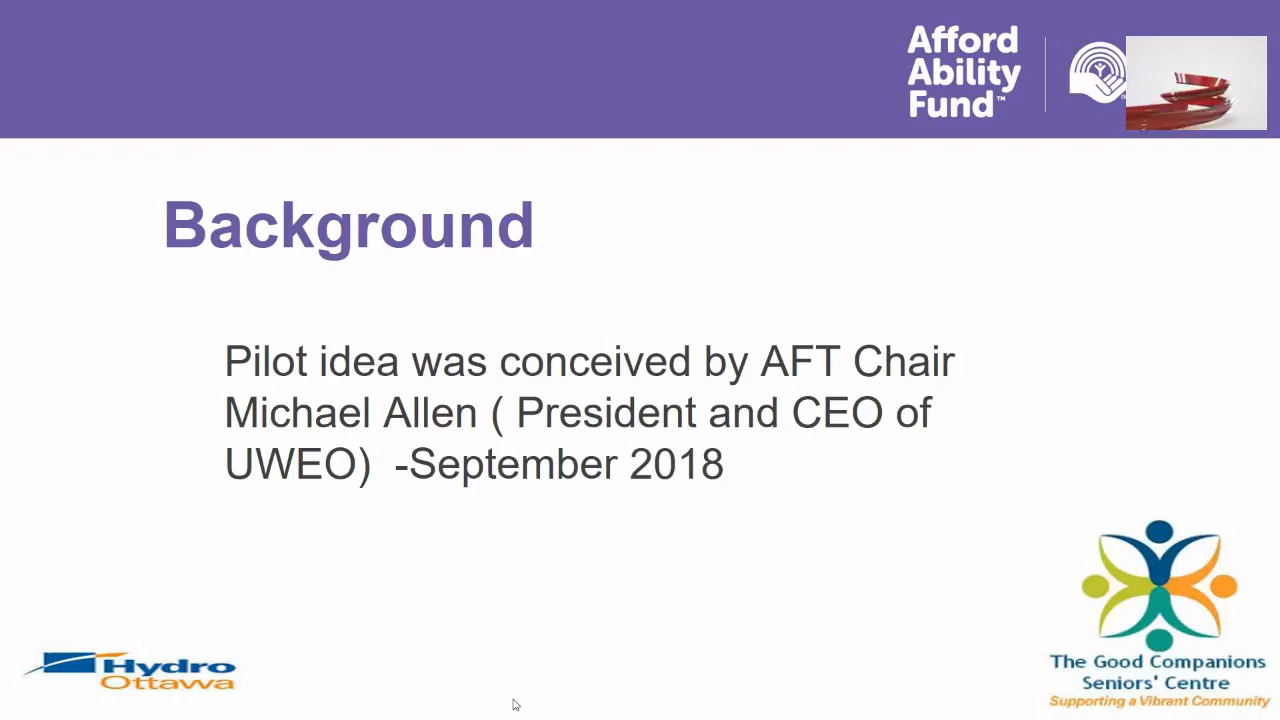 Afford
Ability
Fund™
Background
Pilot idea was conceived by AFT Chair
Michael Allen ( President and CEO of
UWEO)  -September 2018
Hydro
Ottawa
The Good Companions
Seniors' Centre
Supporting a Vibrant Community